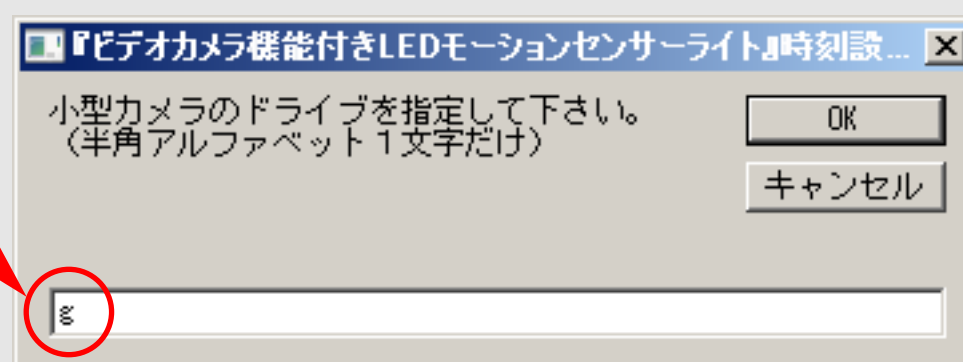 『ビデオカメラ機能付きLEDモーションセンサーライト』時刻設...
小型カメラのドライブを指定して下さい。
（半角アルファベット１文字だけ）
OK
キャンセル
g